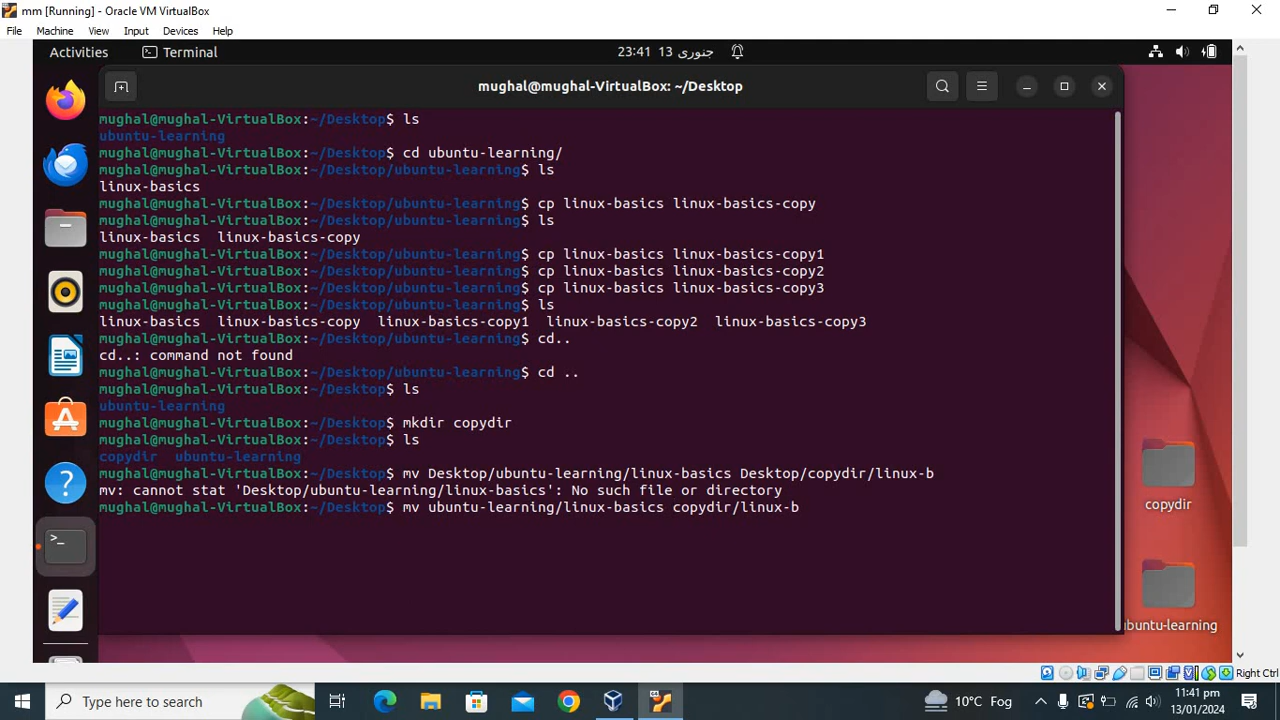 mm [Running] - Oracle VM VirtualBox
File Machine View Input Devices Help
Activities Terminal 23:41 13 جنوری
mughal@mughal-VirtualBox: ~/Desktop
mughal@mughal-VirtualBox:~/Desktop$ ls
ubuntu-learning
mughal@mughal-VirtualBox:~/Desktop$ cd ubuntu-learning/
mughal@mughal-VirtualBox:~/Desktop/ubuntu-learning$ ls
linux-basics
mughal@mughal-VirtualBox:~/Desktop/ubuntu-learning$ cp linux-basics linux-basics-copy
mughal@mughal-VirtualBox:~/Desktop/ubuntu-learning$ ls
linux-basics linux-basics-copy
mughal@mughal-VirtualBox:~/Desktop/ubuntu-learning$ cp linux-basics linux-basics-copy1
mughal@mughal-VirtualBox:~/Desktop/ubuntu-learning$ cp linux-basics linux-basics-copy2
mughal@mughal-VirtualBox:~/Desktop/ubuntu-learning$ cp linux-basics linux-basics-copy3
mughal@mughal-VirtualBox:~/Desktop/ubuntu-learning$ ls
linux-basics linux-basics-copy linux-basics-copy1 linux-basics-copy2 linux-basics-copy3
mughal@mughal-VirtualBox:~/Desktop/ubuntu-learning$ cd..
cd..: command not found
mughal@mughal-VirtualBox:~/Desktop/ubuntu-learning$ cd ..
mughal@mughal-VirtualBox:~/Desktop$ ls
ubuntu-learning
mughal@mughal-VirtualBox:~/Desktop$ mkdir copydir
mughal@mughal-VirtualBox:~/Desktop$ ls
copydir ubuntu-learning
mughal@mughal-VirtualBox:~/Desktop$ mv Desktop/ubuntu-learning/linux-basics Desktop/copydir/linux-b
mv: cannot stat 'Desktop/ubuntu-learning/linux-basics': No such file or directory
mughal@mughal-VirtualBox:~/Desktop$ mv ubuntu-learning/linux-basics copydir/linux-b
copydir
ubuntu-learning
Right Ctrl
Type here to search
10°C Fog
11:41 pm
13/01/2024